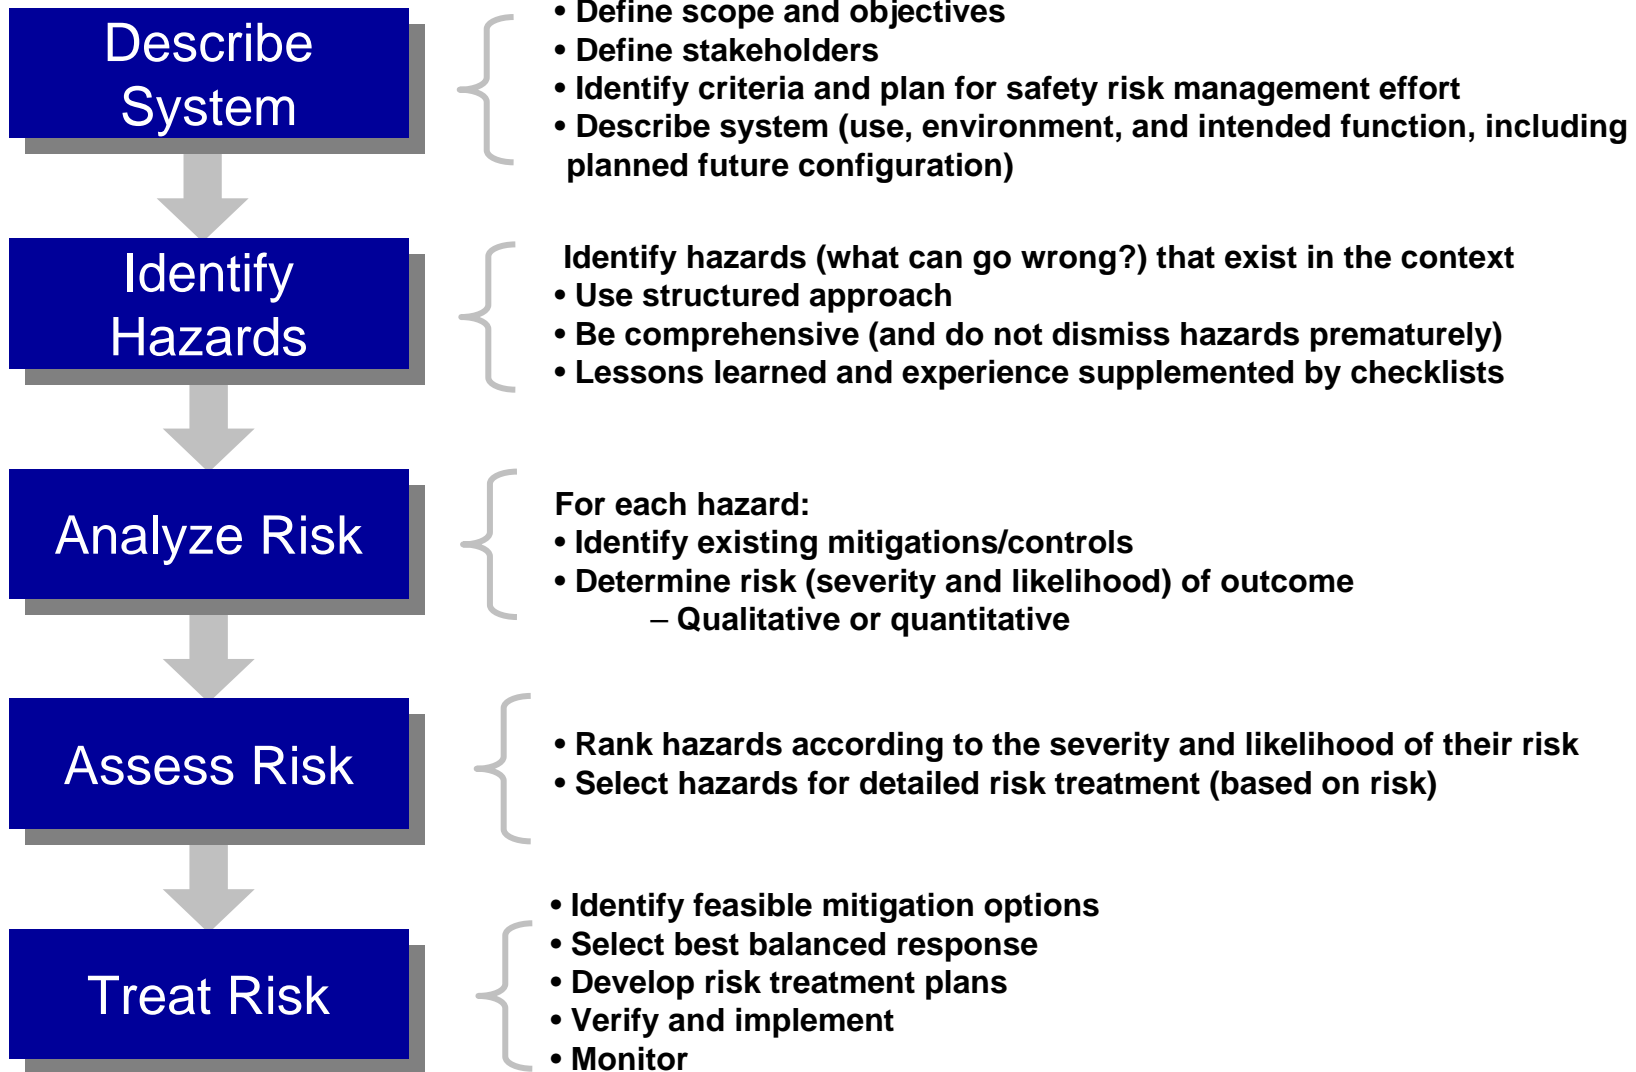 Describe
System
• Define scope and objectives
• Define stakeholders
• Identify criteria and plan for safety risk management effort
• Describe system (use, environment, and intended function, including
planned future configuration)
Identify
Hazards
Identify hazards (what can go wrong?) that exist in the context
• Use structured approach
• Be comprehensive (and do not dismiss hazards prematurely)
• Lessons learned and experience supplemented by checklists
Analyze Risk
For each hazard:
• Identify existing mitigations/controls
• Determine risk (severity and likelihood) of outcome
– Qualitative or quantitative
Assess Risk
• Rank hazards according to the severity and likelihood of their risk
• Select hazards for detailed risk treatment (based on risk)
Treat Risk
• Identify feasible mitigation options
• Select best balanced response
• Develop risk treatment plans
• Verify and implement
• Monitor